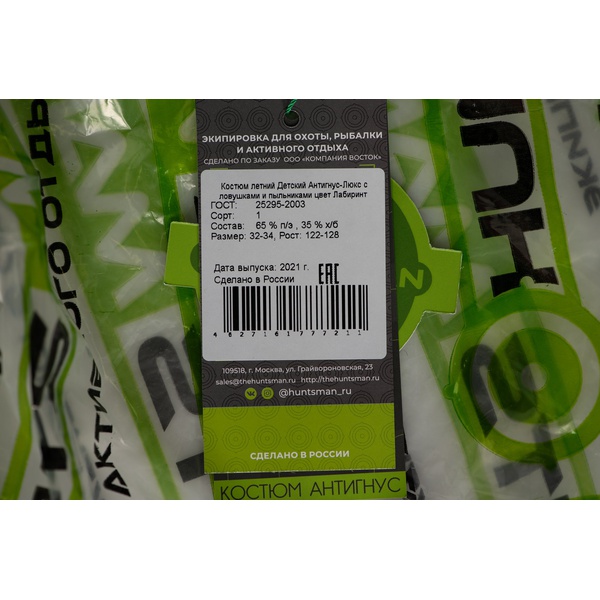 ЭКИПИРОВКА ДЛЯ ОХОТЫ, РЫБАЛКИ
И АКТИВНОГО ОТДЫХА
СДЕЛАНО ПО ЗАКАЗУ ООО «КОМПАНИЯ ВОСТОК»
Костюм летний Детский Антигнус-Люкс с
ловушками и пыльниками цвет Лабиринт
ГОСТ: 25295-2003
Сорт: 1
Состав: 65 % п/э , 35 % х/б
Размер: 32-34, Рост: 122-128
Дата выпуска: 2021 г.
Сделано в России
EAC
4627161777211
109518, г. Москва, ул. Грайвороновская, 23
sales@thehuntsman.ru http://thehuntsman.ru
@huntsman_ru
СДЕЛАНО В РОССИИ
КОСТЮМ АНТИГНУС